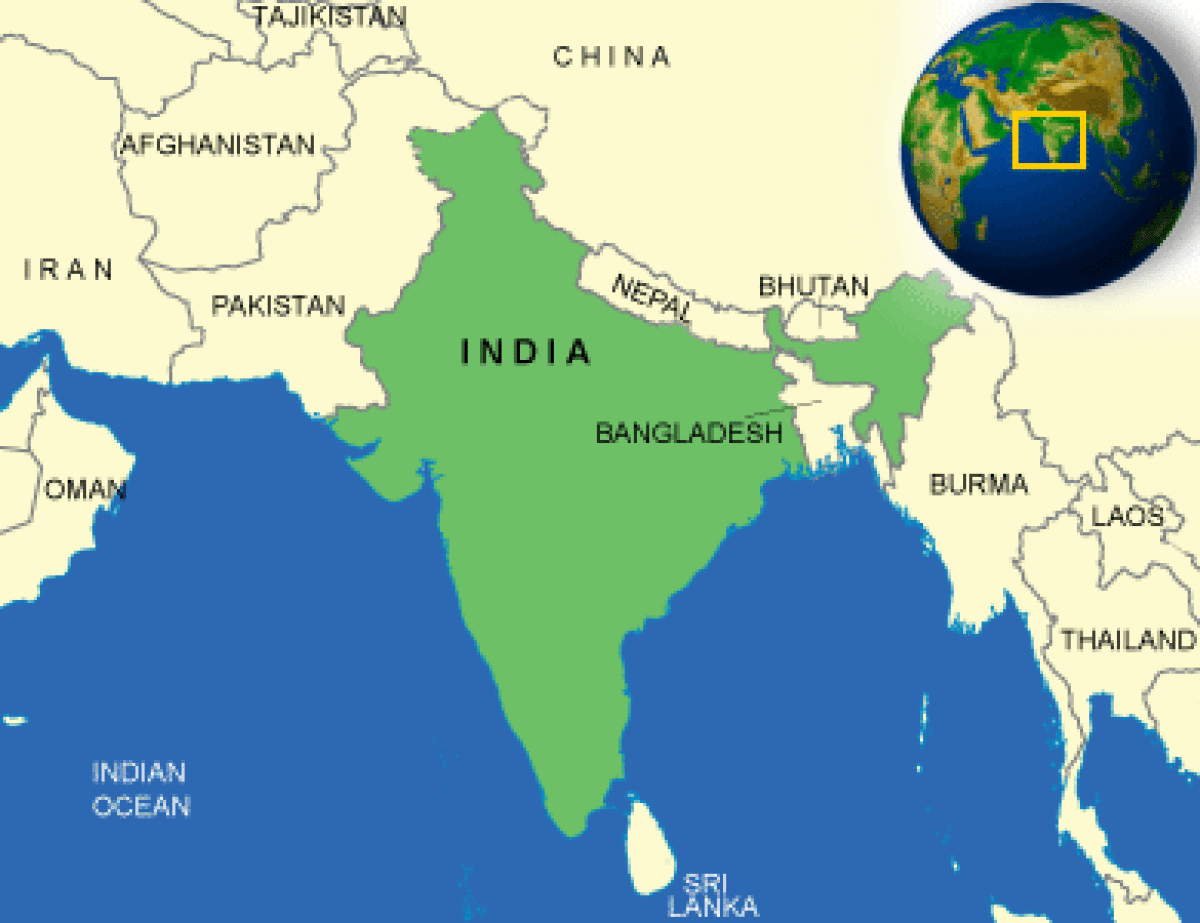 TAJIKISTAN
CHINA
AFGHANISTAN
IRAN
PAKISTAN
NEPAL
BHUTAN
INDIA
BANGLADESH
OMAN
BURMA
LAOS
THAILAND
INDIAN
OCEAN
SRI
LANKA